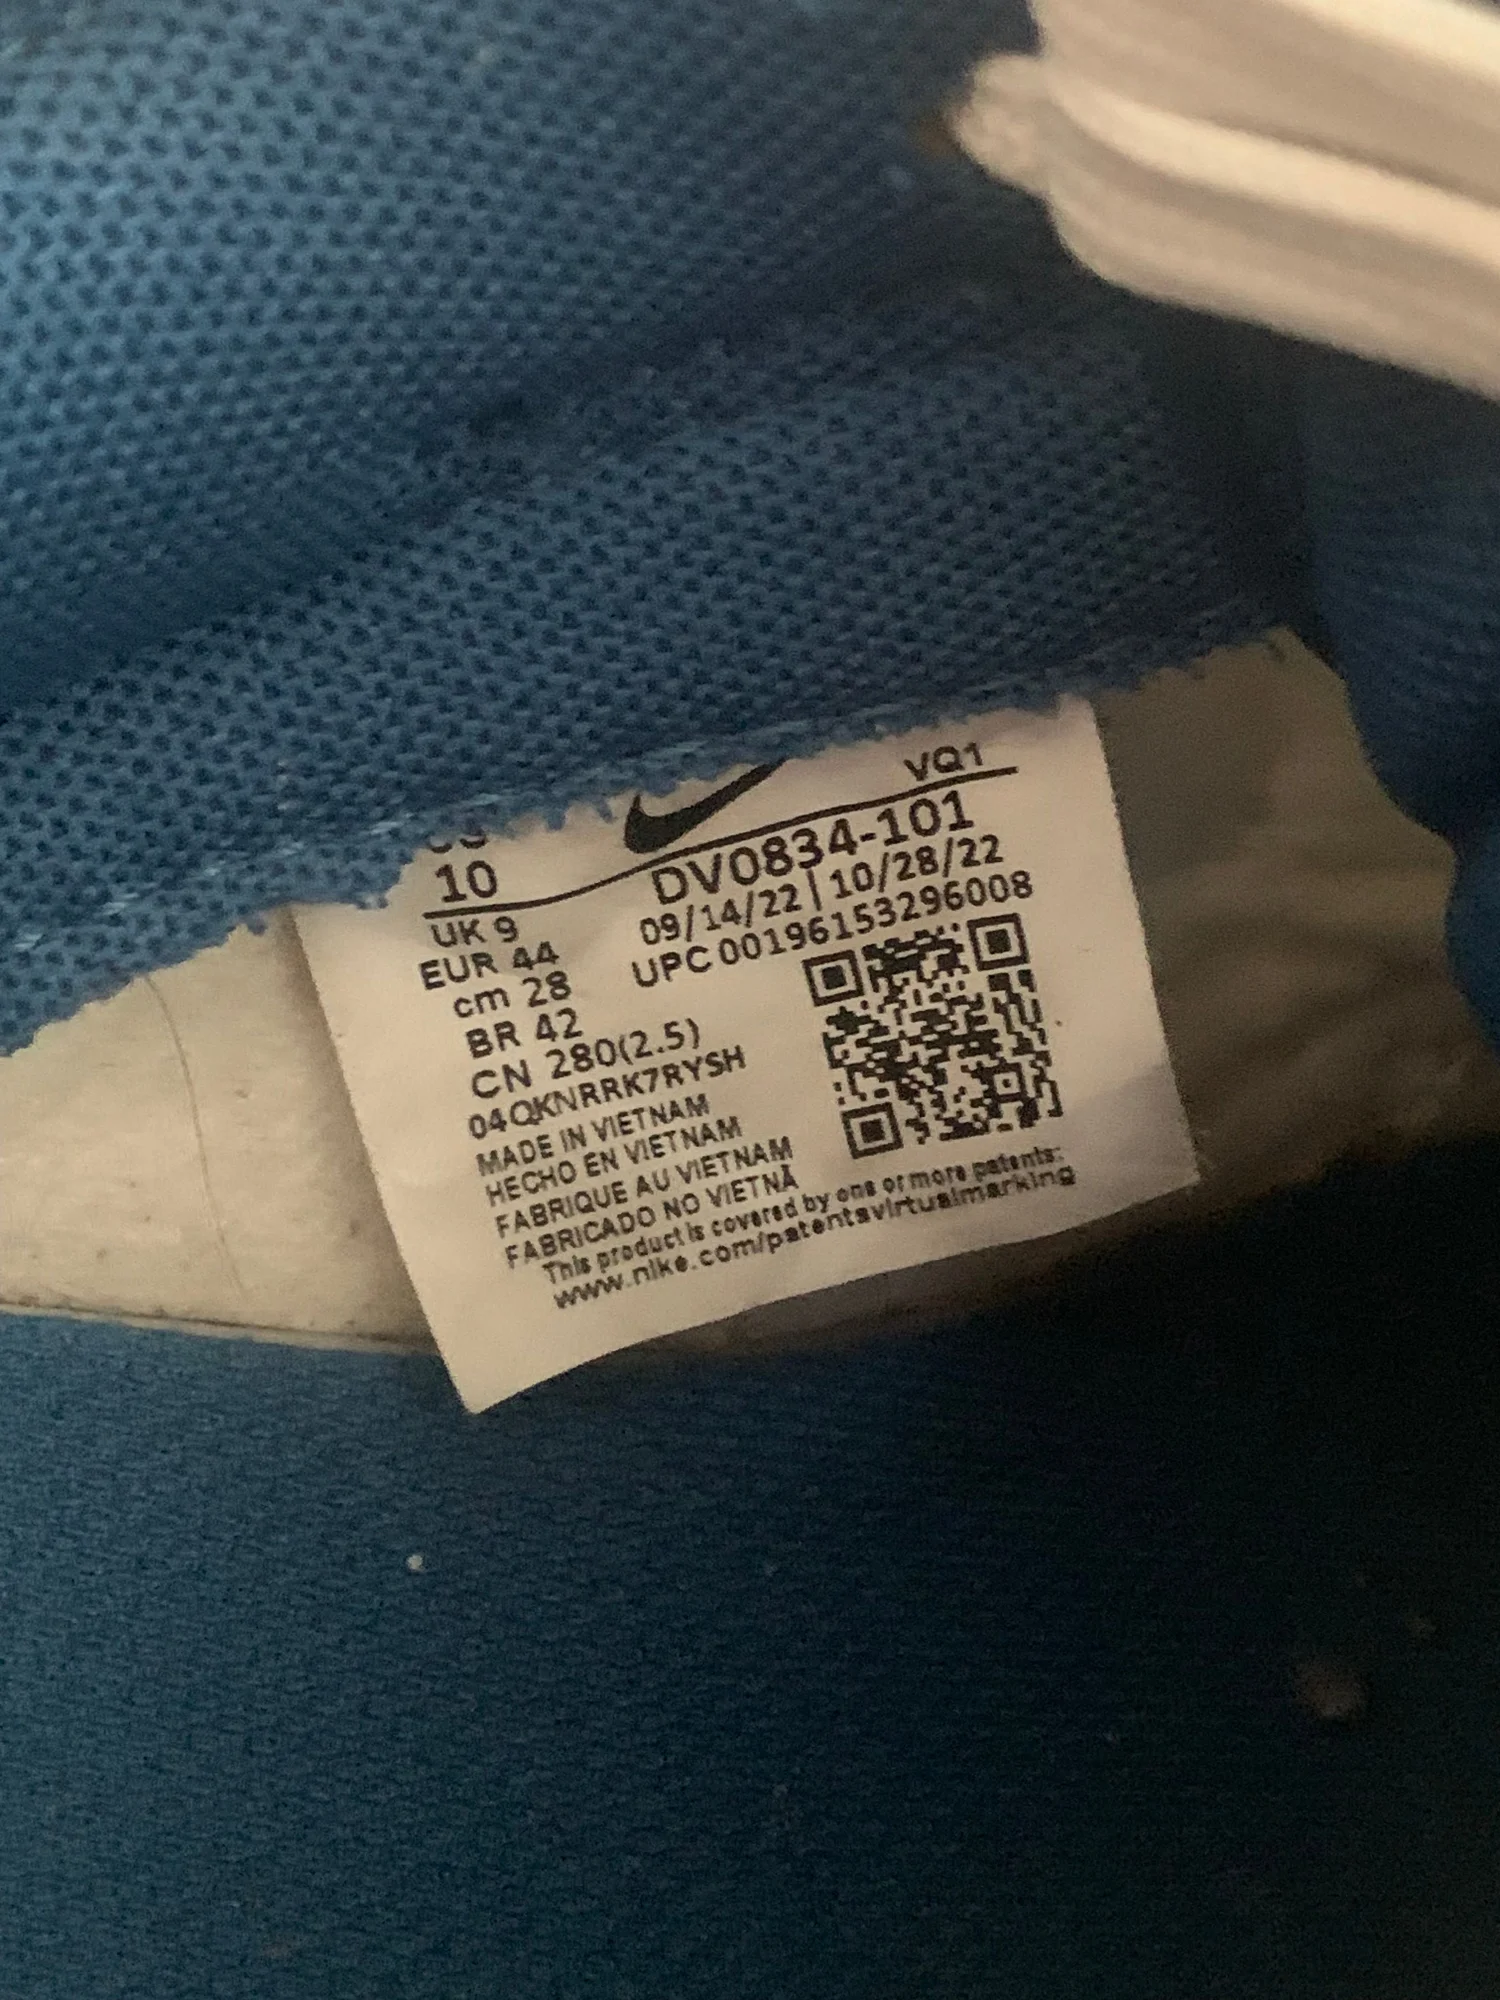 VQ1
10
DV0834-101
UK 9
09/14/22 | 10/28/22
EUR 44
UPC 00196153296008
cm 28
BR 42
CN 280(2.5)
04QKNRRK7RYSH
MADE IN VIETNAM
HECHO EN VIETNAM
FABRIQUE AU VIETNAM
FABRICADO NO VIETNÃ
This product is covered by one or more patents:
www.nike.com/patentsvirtualmarking